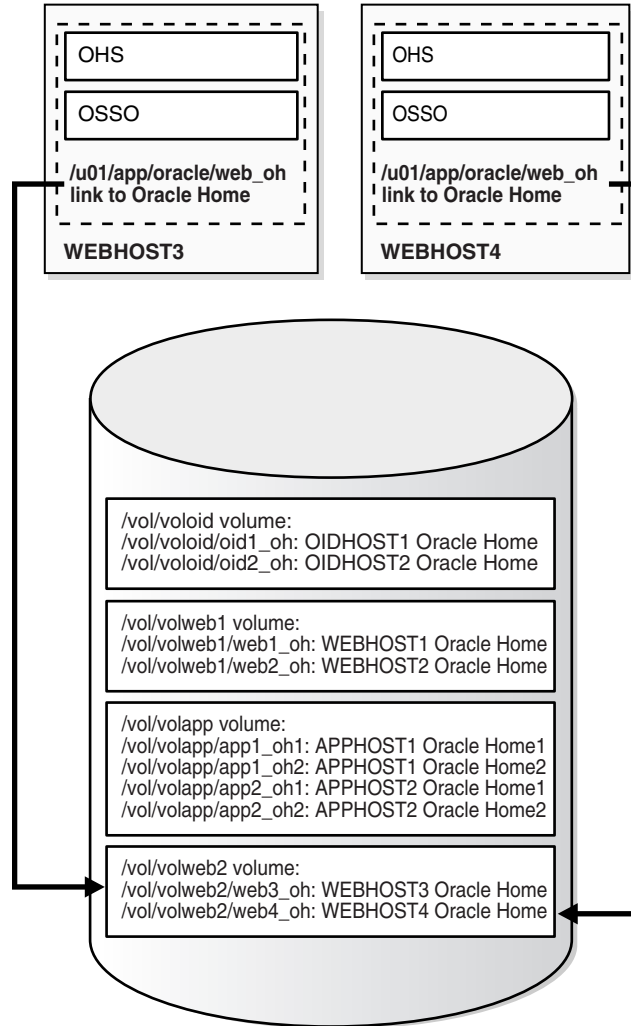 OHS
OSSO
/u01/app/oracle/web_oh
link to Oracle Home
WEBHOST3
OHS
OSSO
/u01/app/oracle/web_oh
link to Oracle Home
WEBHOST4
/vol/voloid volume:
/vol/voloid/oid1_oh: OIDHOST1 Oracle Home
/vol/voloid/oid2_oh: OIDHOST2 Oracle Home
/vol/volweb1 volume:
/vol/volweb1/web1_oh: WEBHOST1 Oracle Home
/vol/volweb1/web2_oh: WEBHOST2 Oracle Home
/vol/volapp volume:
/vol/volapp/app1_oh1: APPHOST1 Oracle Home1
/vol/volapp/app1_oh2: APPHOST1 Oracle Home2
/vol/volapp/app2_oh1: APPHOST2 Oracle Home1
/vol/volapp/app2_oh2: APPHOST2 Oracle Home2
/vol/volweb2 volume:
/vol/volweb2/web3_oh: WEBHOST3 Oracle Home
/vol/volweb2/web4_oh: WEBHOST4 Oracle Home